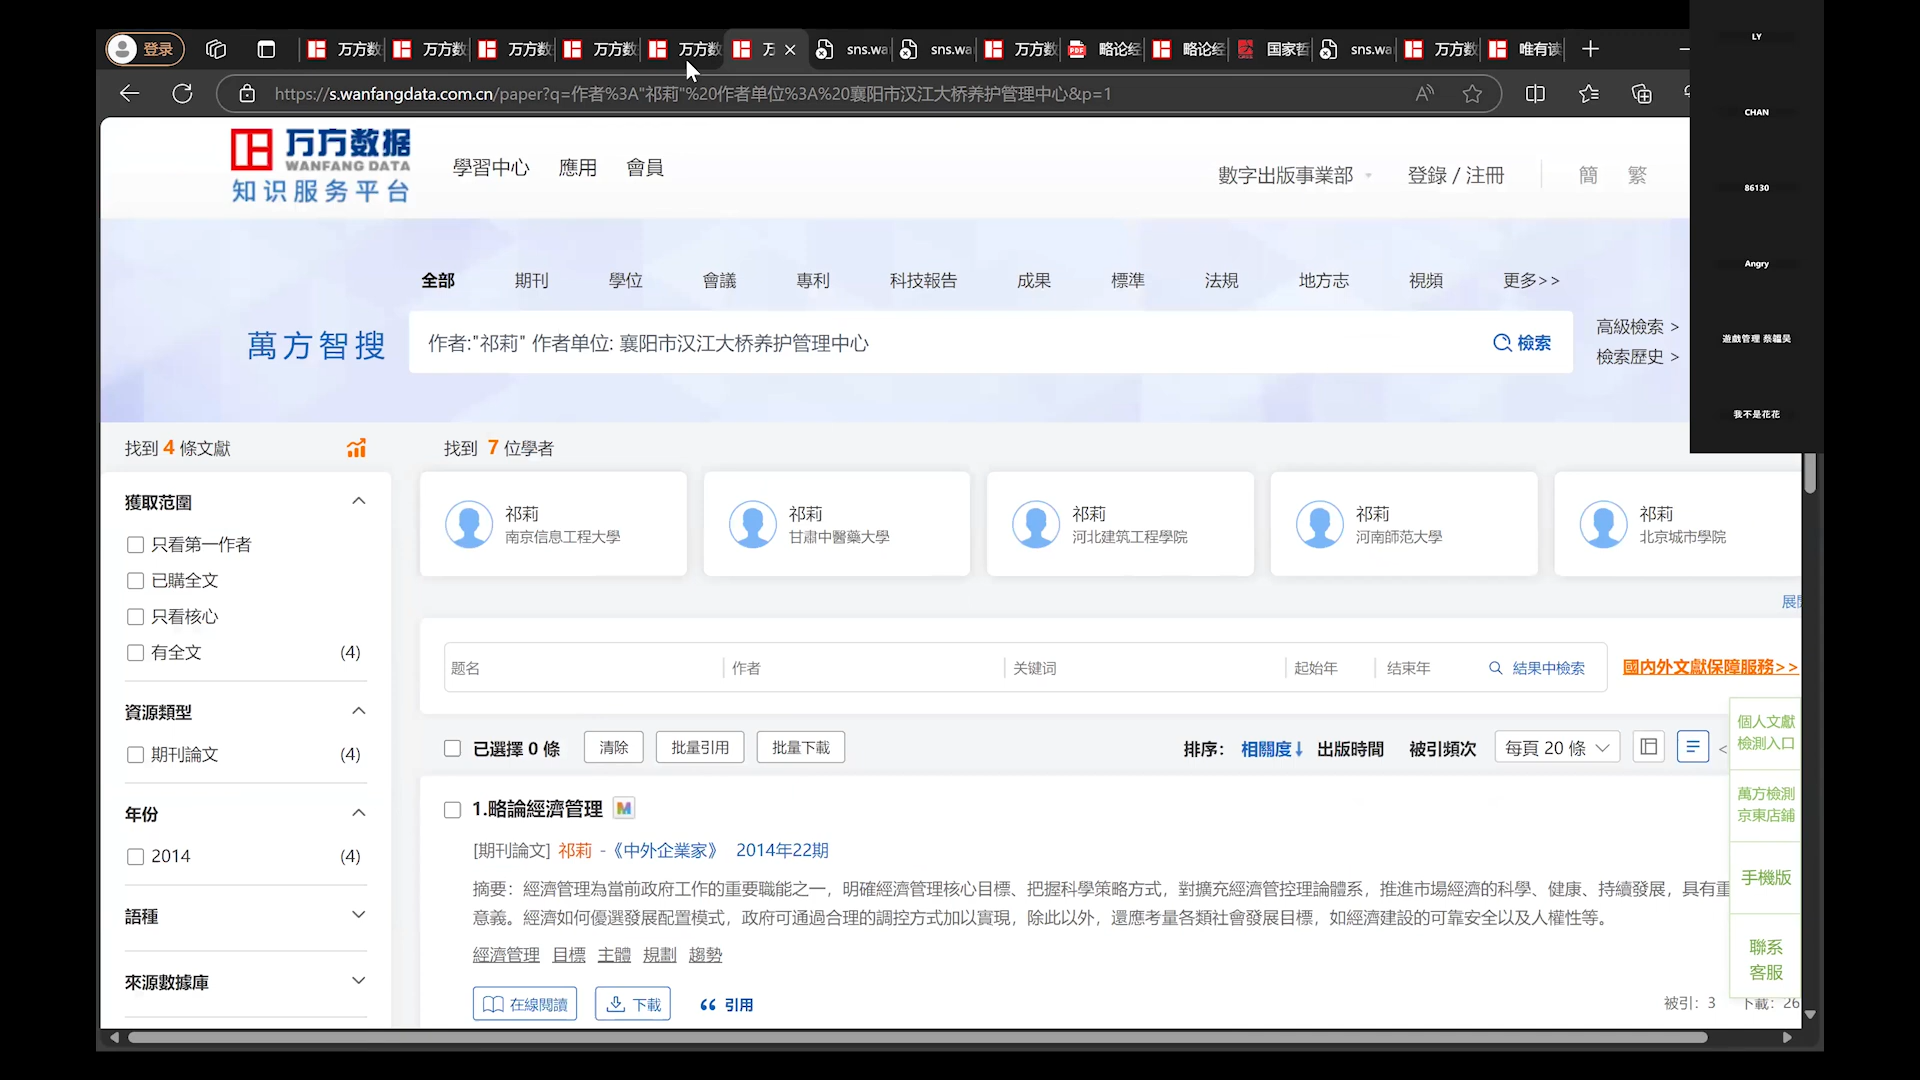 登录
万方数
万方数
万方数
万方数
万方数
万
sns.wa
sns.wa
万方数
略论经
略论经
国家哲
sns.wa
万方数
唯有读
https://s.wanfangdata.com.cn/paper?q=作者%3A"祁莉"%20作者单位%3A%20襄阳市汉江大桥养护管理中心&p=1
LY
CHAN
86130
Angry
我不是花花
万方数据
WANFANG DATA
知识服务平台
學習中心 應用 會員
數字出版事業部 登錄 / 注冊 簡 繁
全部 期刊 學位 會議 專利 科技報告 成果 標準 法規 地方志 視頻 更多>>
萬方智搜
作者:"祁莉" 作者单位: 襄阳市汉江大桥养护管理中心
檢索
高級檢索 >
檢索歷史 >
找到 4 條文獻
找到 7 位學者
祁莉
南京信息工程大學
祁莉
甘肅中醫藥大學
祁莉
河北建筑工程學院
祁莉
河南師范大學
祁莉
北京城市學院
獲取范圍
只看第一作者
已購全文
只看核心
有全文 (4)
資源類型
期刊論文 (4)
年份
2014 (4)
語種
來源數據庫
题名 作者 关键词 起始年 结束年 結果中檢索
國內外文獻保障服務>>
已選擇 0 條 清除 批量引用 批量下載
排序: 相關度 出版時間 被引頻次 每頁 20 條 <
1.略論經濟管理 M
[期刊論文] 祁莉 -《中外企業家》 2014年22期
摘要：經濟管理為當前政府工作的重要職能之一，明確經濟管理核心目標、把握科學策略方式，對擴充經濟管控理論體系，推進市場經濟的科學、健康、持續發展，具有重
意義。經濟如何優選發展配置模式，政府可通過合理的調控方式加以實現，除此以外，還應考量各類社會發展目標，如經濟建設的可靠安全以及人權性等。
經濟管理 目標 主體 規劃 趨勢
在線閱讀 下載 引用
被引：3 下載：26
個人文獻
檢測入口
萬方檢測
京東店鋪
手機版
聯系
客服